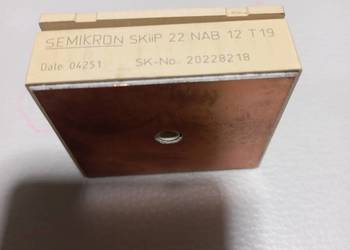 SEMIKRON SKiiP 22 NAB 12 T19
Date: 04251 SK-No. 20228218